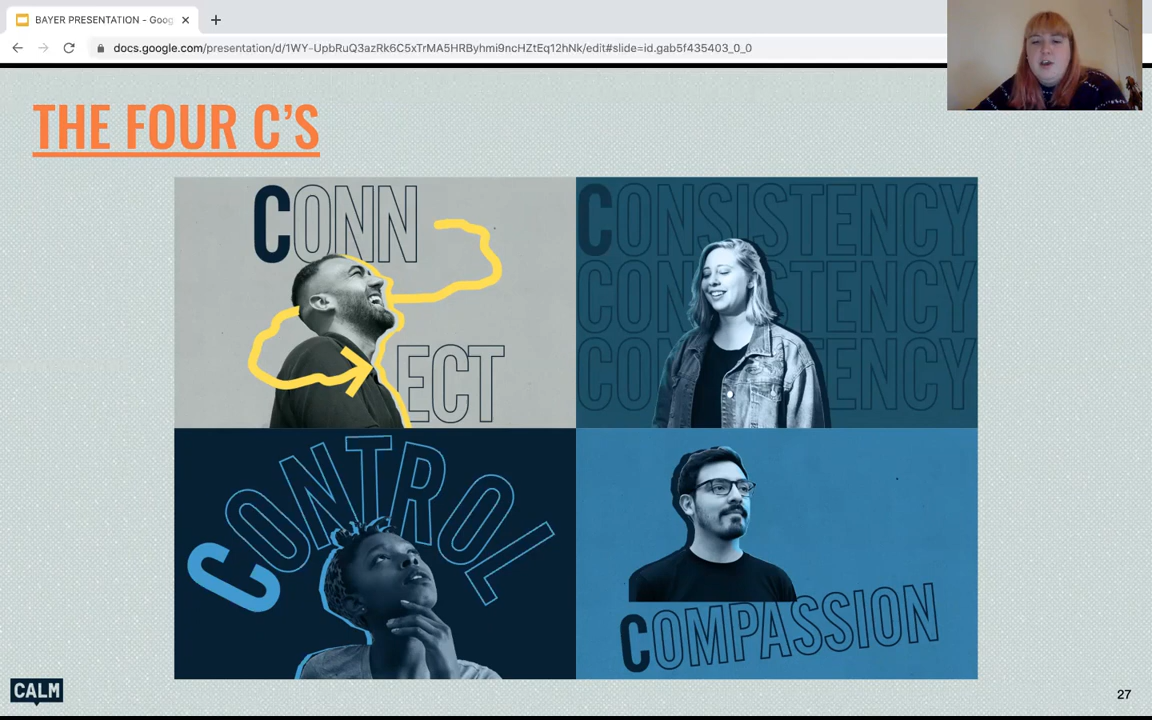 BAYER PRESENTATION - Goog
docs.google.com/presentation/d/1WY-UpbRuQ3azRk6C5xTrMA5HRByhmi9ncHZtEq12hNk/edit#slide=id.gab5f435403_0_0
THE FOUR C'S
CONN
ECT
CONSISTENCY
CONSISTENCY
CONSISTENCY
CONTROL
COMPASSION
CALM
27